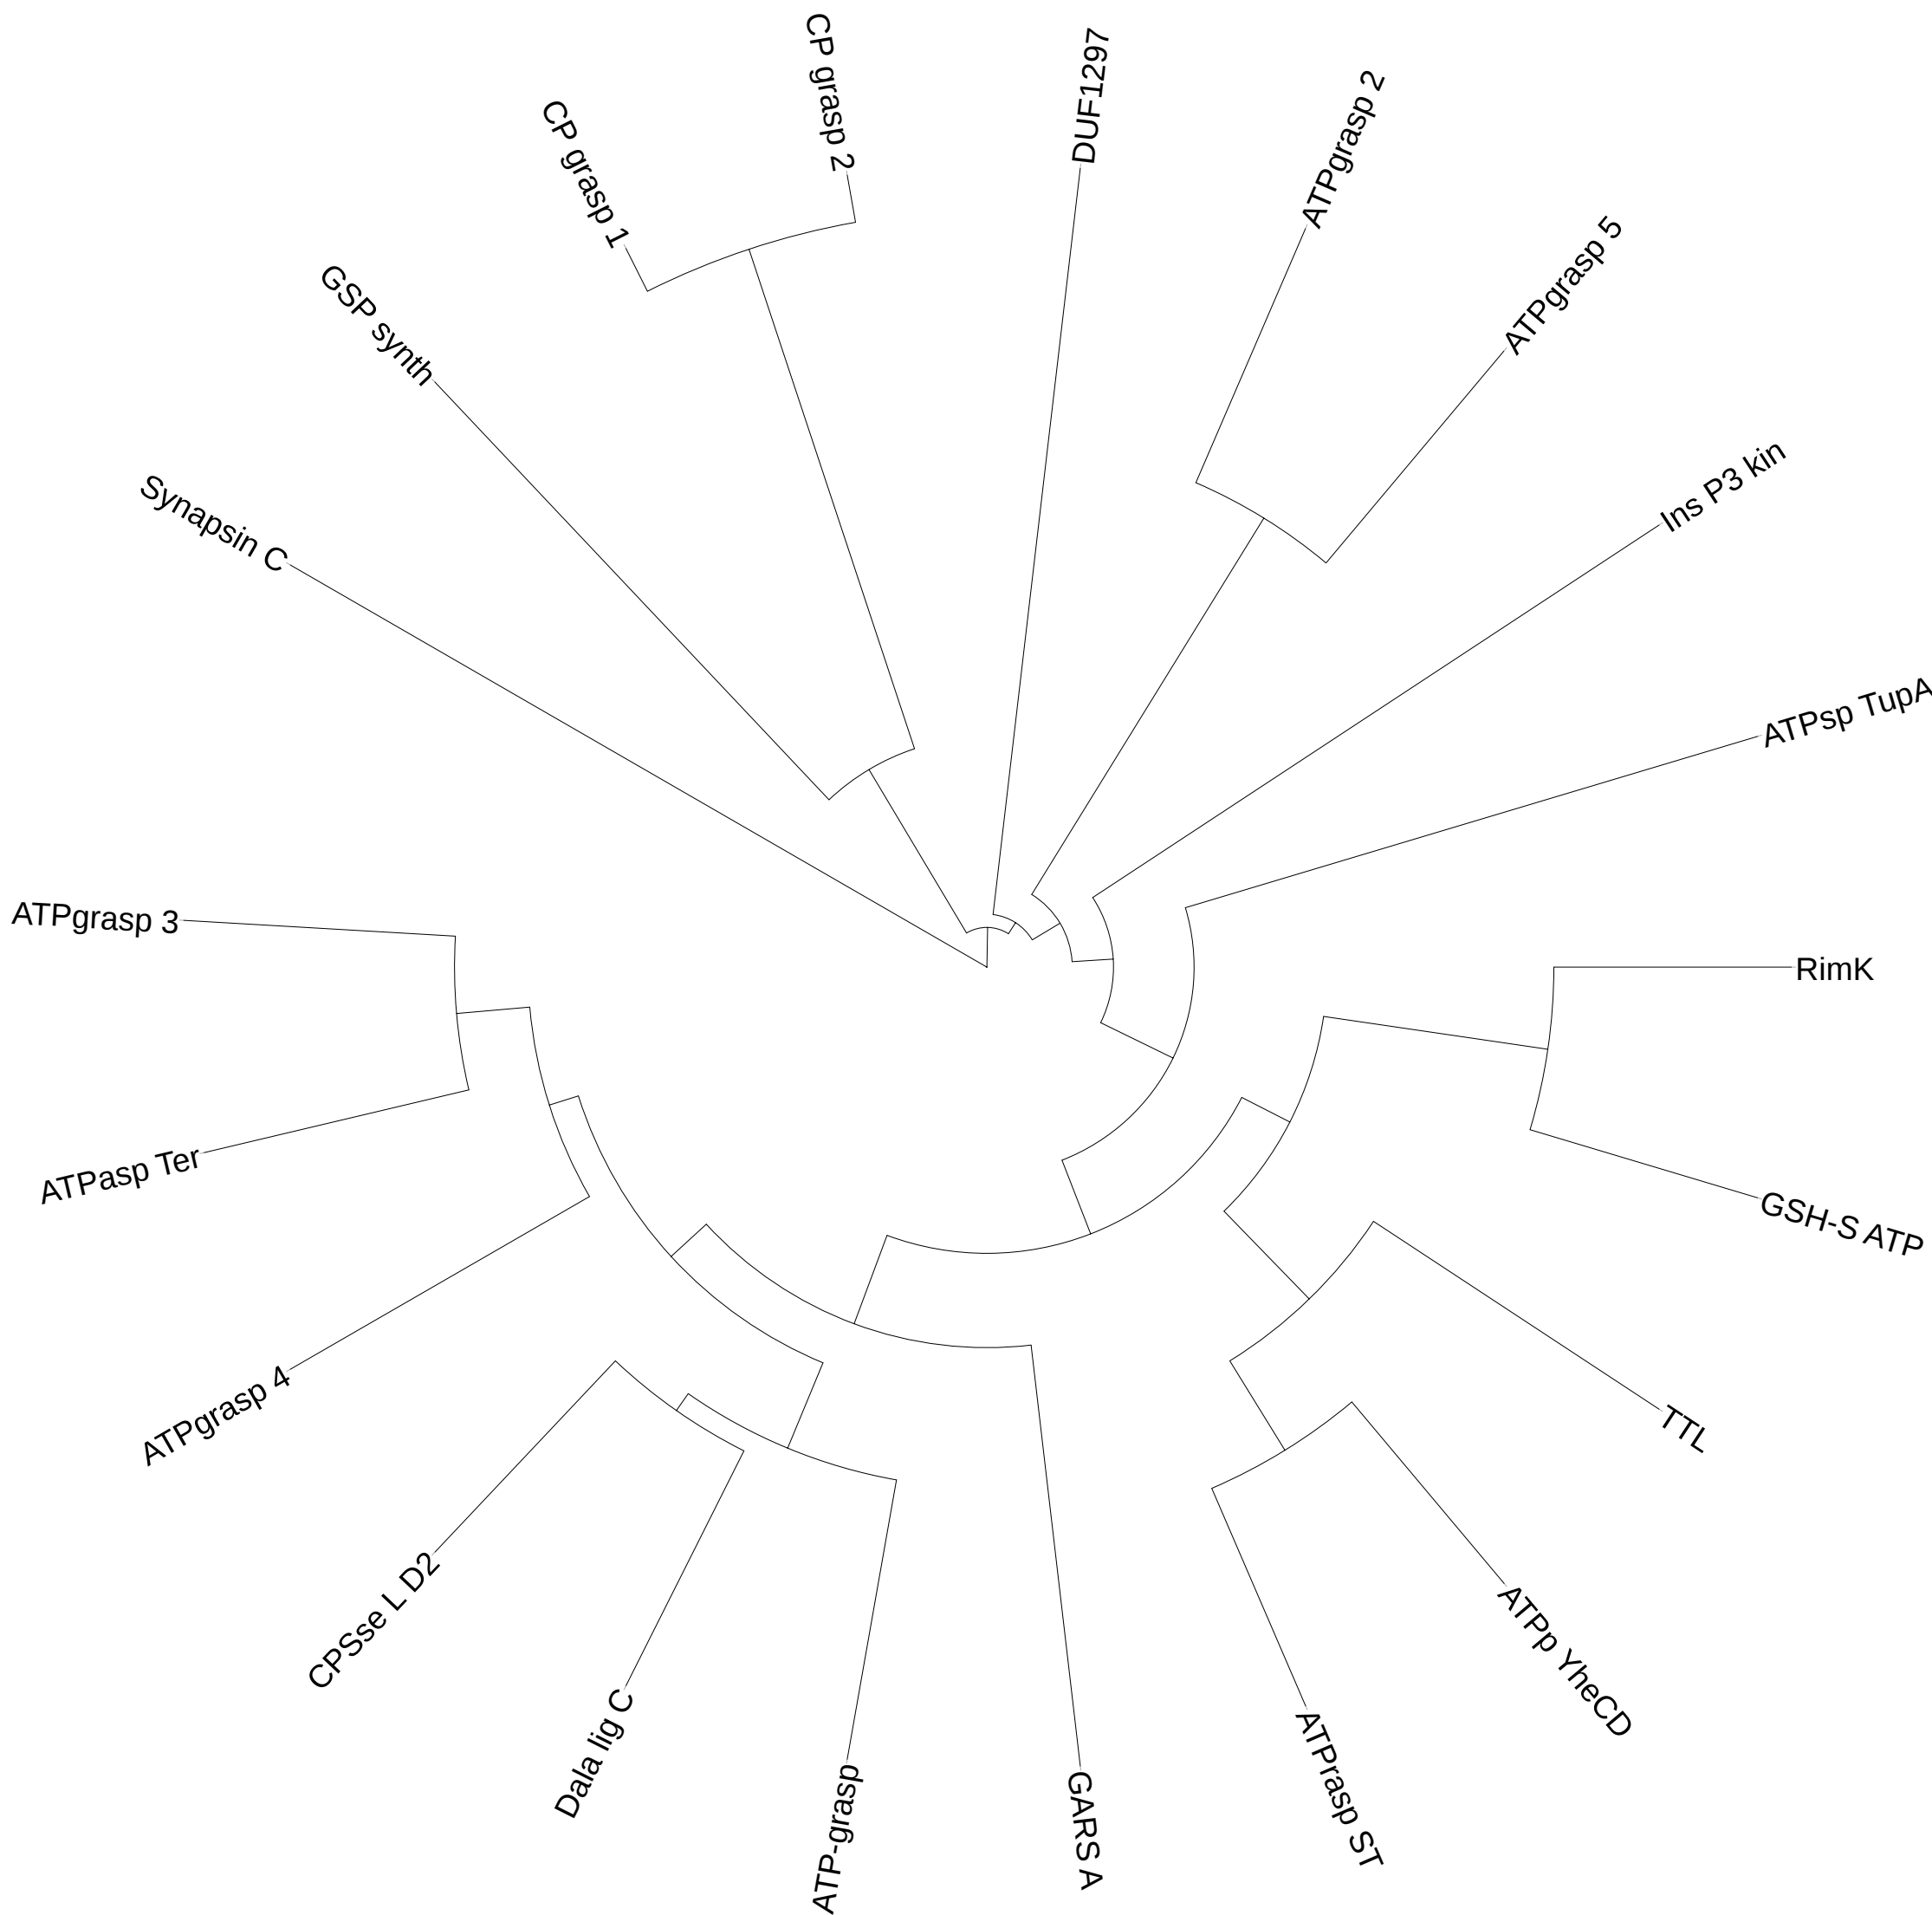 CP grasp 2
DUF1297
ATPgrasp 2
CP grasp 1
ATPgrasp 5
GSP synth
Ins P3 kin
Synapsin C
ATPsp TupA
ATPgrasp 3
RimK
ATPasp Ter
GSH-S ATP
ATPgrasp 4
TTL
CPSse L D2
ATPp YheCD
Dala lig C
ATPrasp ST
ATP-grasp
GARS A